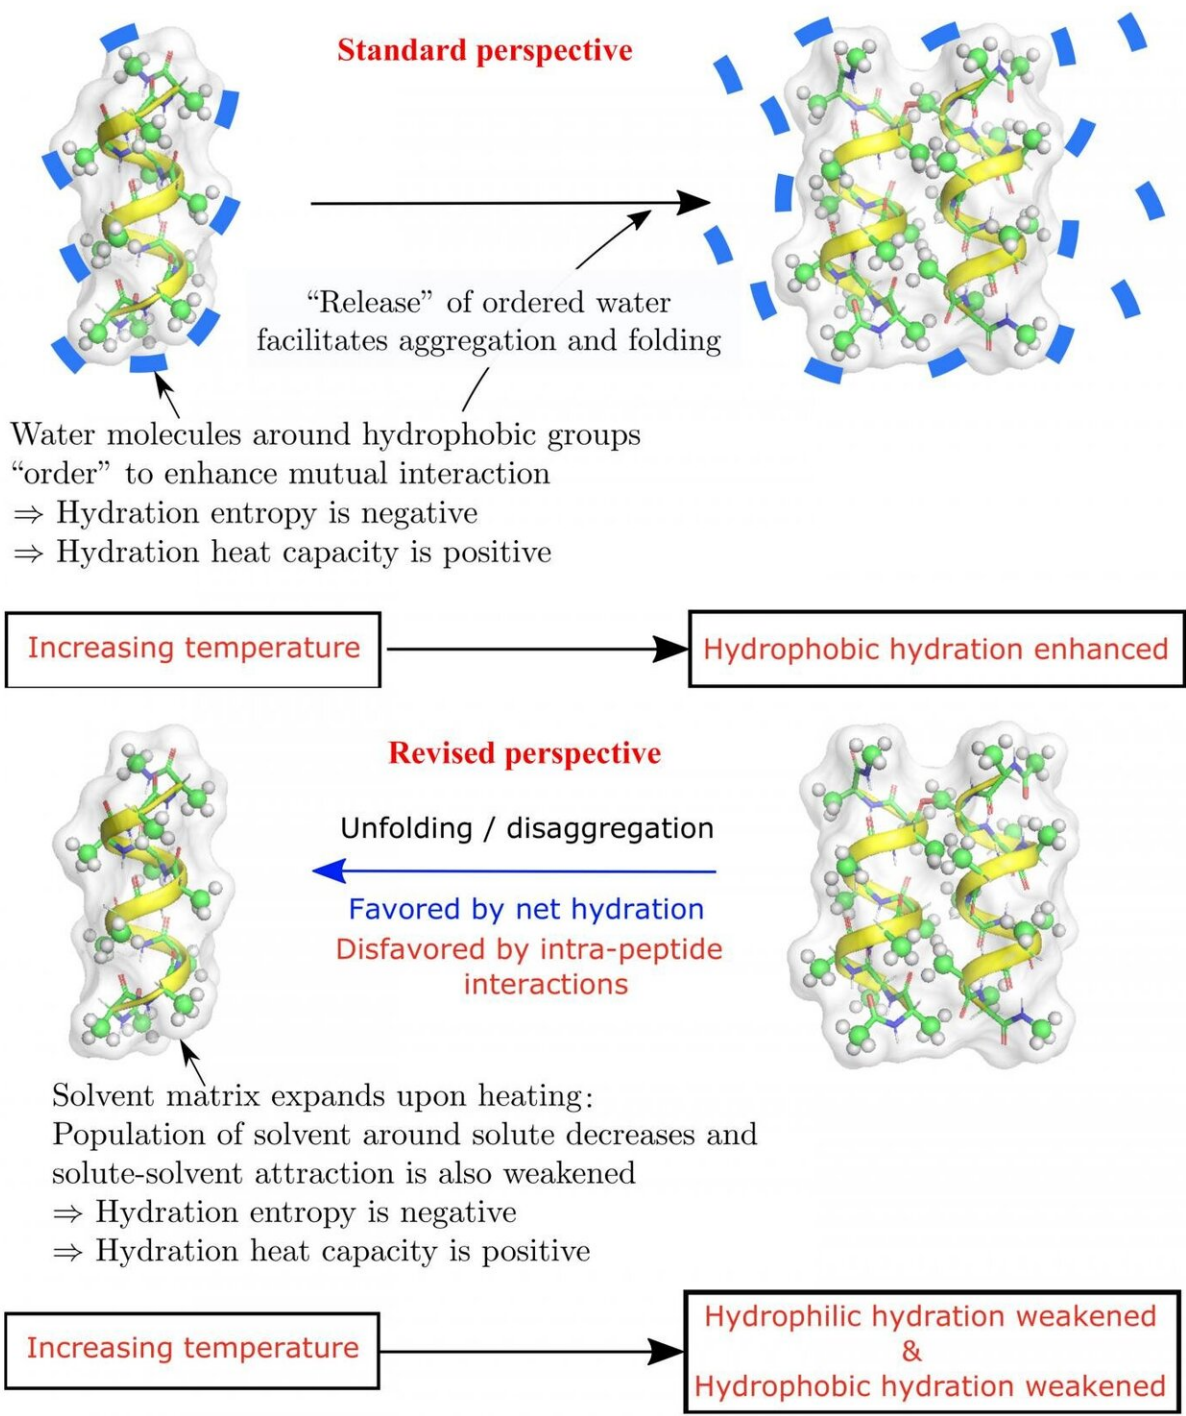 Standard perspective
“Release” of ordered water
facilitates aggregation and folding
Water molecules around hydrophobic groups
“order” to enhance mutual interaction
⇒ Hydration entropy is negative
⇒ Hydration heat capacity is positive
Increasing temperature
Hydrophobic hydration enhanced
Revised perspective
Unfolding / disaggregation
Favored by net hydration
Disfavored by intra-peptide
interactions
Solvent matrix expands upon heating:
Population of solvent around solute decreases and
solute-solvent attraction is also weakened
⇒ Hydration entropy is negative
⇒ Hydration heat capacity is positive
Increasing temperature
Hydrophilic hydration weakened
&
Hydrophobic hydration weakened